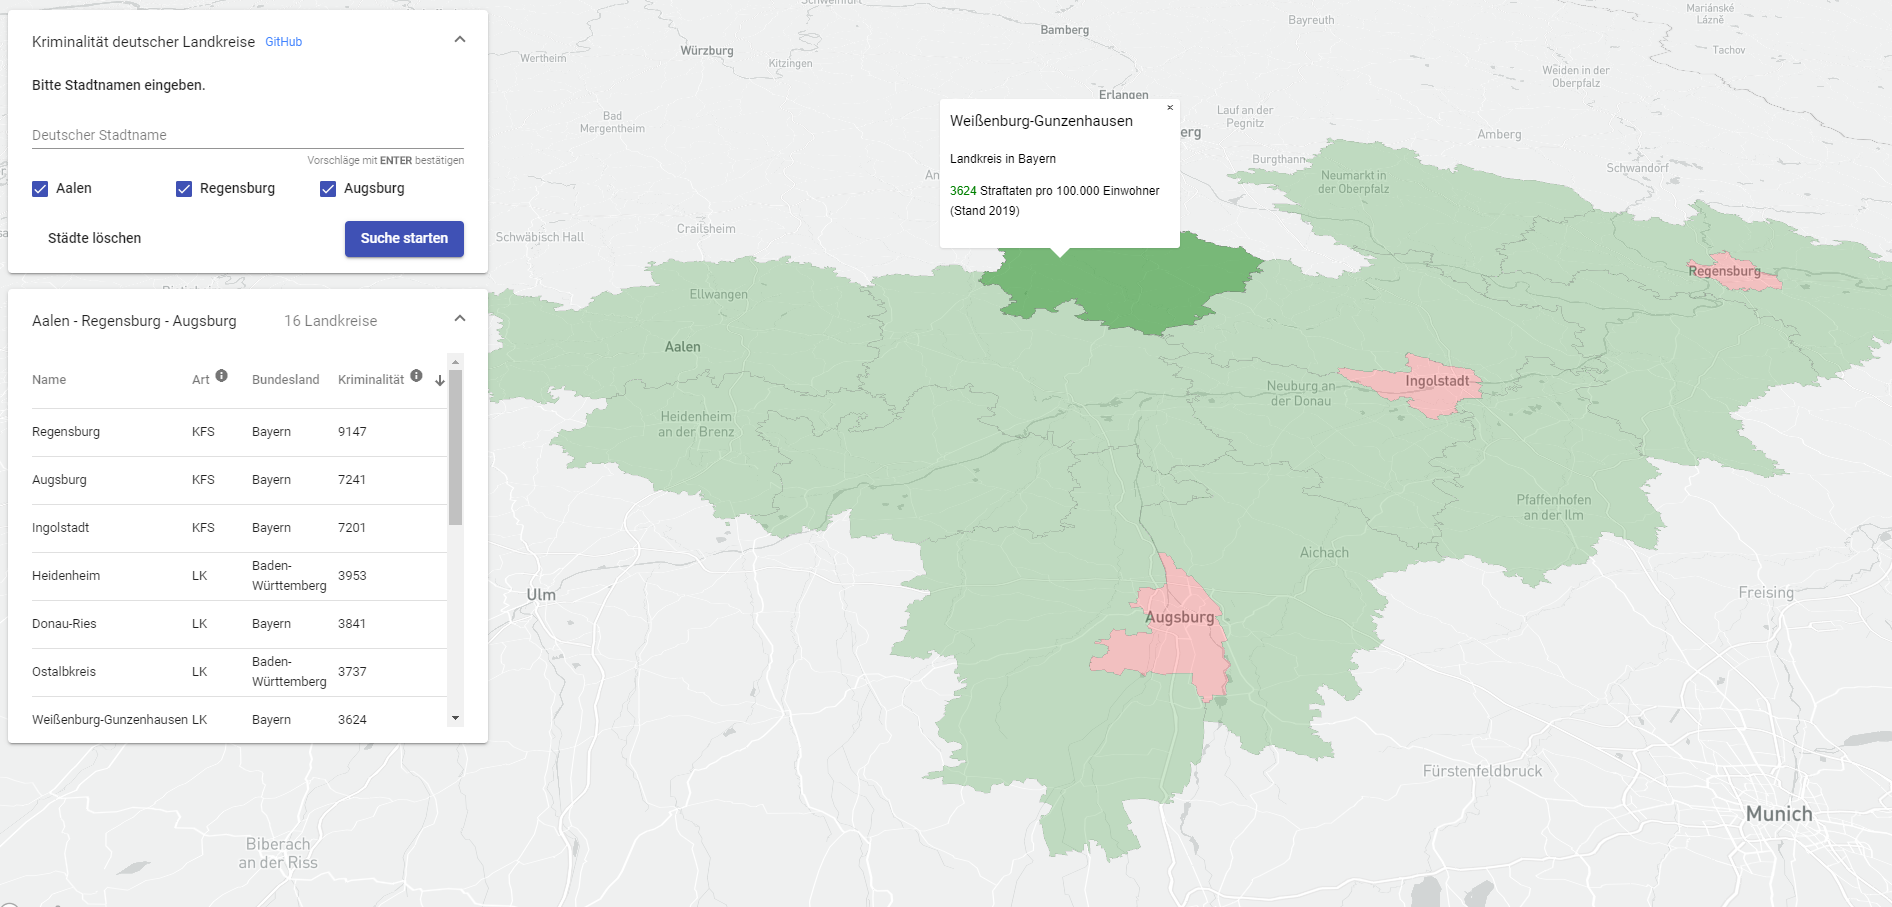 Kriminalität deutscher Landkreise GitHub
Bitte Stadtnamen eingeben.
Deutscher Stadtname
Vorschläge mit ENTER bestätigen
Aalen
Regensburg
Augsburg
Städte löschen
Suche starten
Aalen - Regensburg - Augsburg 16 Landkreise
Name Art Bundesland Kriminalität
Regensburg KFS Bayern 9147
Augsburg KFS Bayern 7241
Ingolstadt KFS Bayern 7201
Heidenheim LK Baden-
Württemberg 3953
Donau-Ries LK Bayern 3841
Ostalbkreis LK Baden-
Württemberg 3737
Weißenburg-Gunzenhausen LK Bayern 3624
Weißenburg-Gunzenhausen
Landkreis in Bayern
3624 Straftaten pro 100.000 Einwohner
(Stand 2019)
Schweinfurt
Mariánské
Lázně
Bayreuth
Bamberg
Würzburg
Wertheim
Kitzingen
Tachov
Weiden in der
Oberpfalz
Erlangen
Lauf an der
Pegnitz
Bad
Mergentheim
erg
Amberg
Burgthann
Schwandorf
An
Neumarkt in
der Oberpfalz
Crailsheim
Schwäbisch Hall
Regensburg
Ellwangen
Aalen
Ingolstadt
Neuburg an
der Donau
Heidenheim
an der Brenz
Pfaffenhofen
an der Ilm
Aichach
Ulm
Freising
Augsburg
Fürstenfeldbruck
Munich
Biberach
an der Riss